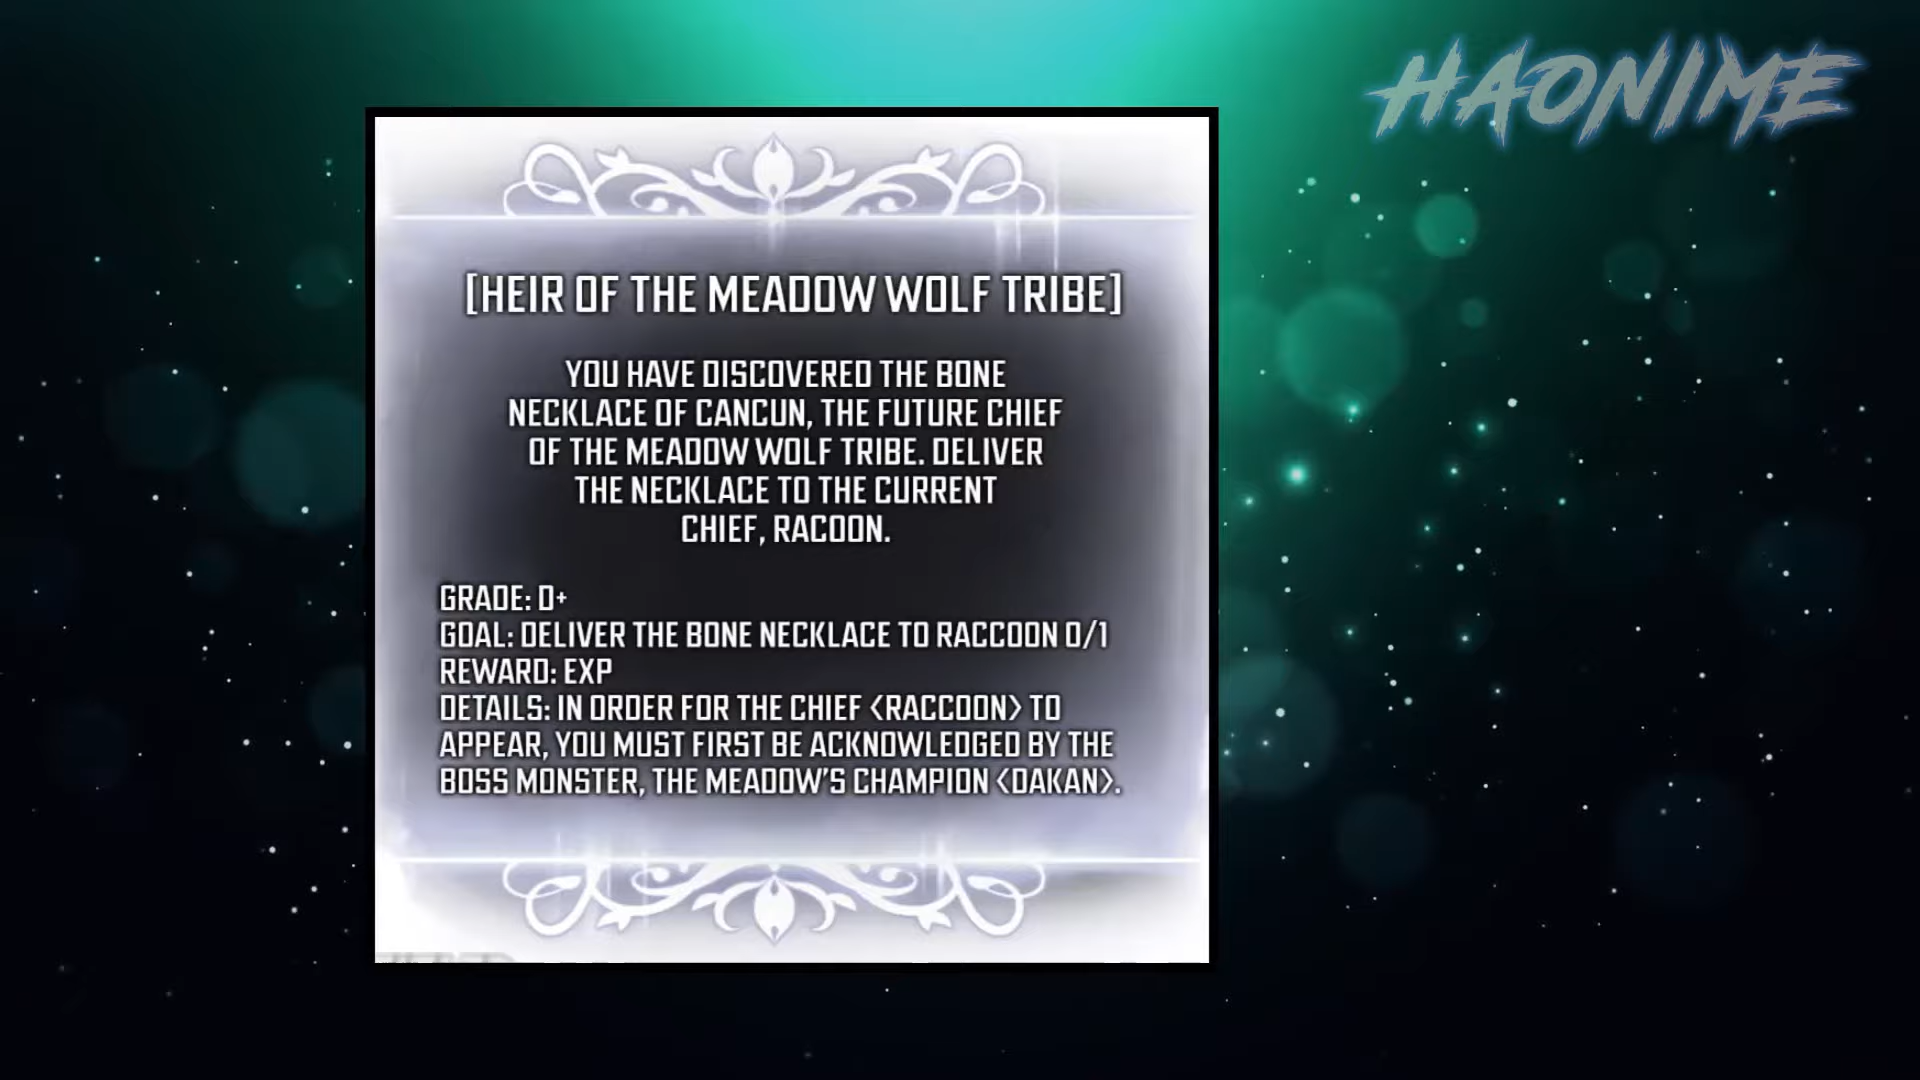 HAONIME
[HEIR OF THE MEADOW WOLF TRIBE]
YOU HAVE DISCOVERED THE BONE
NECKLACE OF CANCUN, THE FUTURE CHIEF
OF THE MEADOW WOLF TRIBE. DELIVER
THE NECKLACE TO THE CURRENT
CHIEF, RACOON.
GRADE: D+
GOAL: DELIVER THE BONE NECKLACE TO RACCOON 0/1
REWARD: EXP
DETAILS: IN ORDER FOR THE CHIEF <RACCOON> TO
APPEAR, YOU MUST FIRST BE ACKNOWLEDGED BY THE
BOSS MONSTER, THE MEADOW'S CHAMPION <DAKAN>.